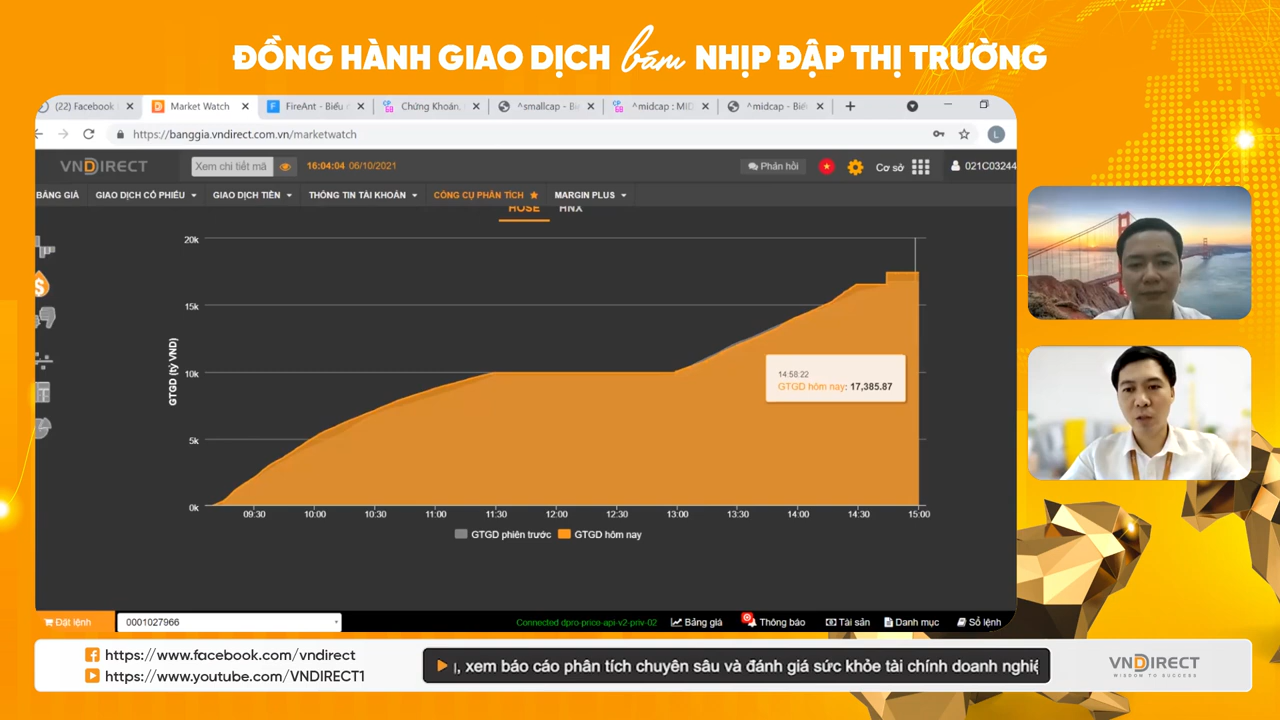 ĐỒNG HÀNH GIAO DỊCH bám NHỊP ĐẬP THỊ TRƯỜNG
(22) Facebook
Market Watch
FireAnt - Biểu
Chứng Khoán,
^smallcap - Bi
^midcap : MID
^midcap - Biể
https://banggia.vndirect.com.vn/marketwatch
L
VNDIRECT
Xem chi tiết mã
16:04:04 06/10/2021
Phản hồi
Cơ sở
021C03244
BẢNG GIÁ
GIAO DỊCH CỔ PHIẾU
GIAO DỊCH TIỀN
THÔNG TIN TÀI KHOẢN
CÔNG CỤ PHÂN TÍCH
MARGIN PLUS
HOSE
HNX
20k
15k
10k
5k
0k
GTGD (tỷ VND)
14:58:22
GTGD hôm nay: 17,385.87
09:30 10:00 10:30 11:00 11:30 12:00 12:30 13:00 13:30 14:00 14:30 15:00
GTGD phiên trước
GTGD hôm nay
Đặt lệnh
0001027966
Connected dpro-price-api-v2-priv-02
Bảng giá
Thông báo
Tài sản
Danh mục
Sổ lệnh
https://www.facebook.com/vndirect
https://www.youtube.com/VNDIRECT1
, xem báo cáo phân tích chuyên sâu và đánh giá sức khỏe tài chính doanh nghiệ
VNDIRECT
WISDOM TO SUCCESS